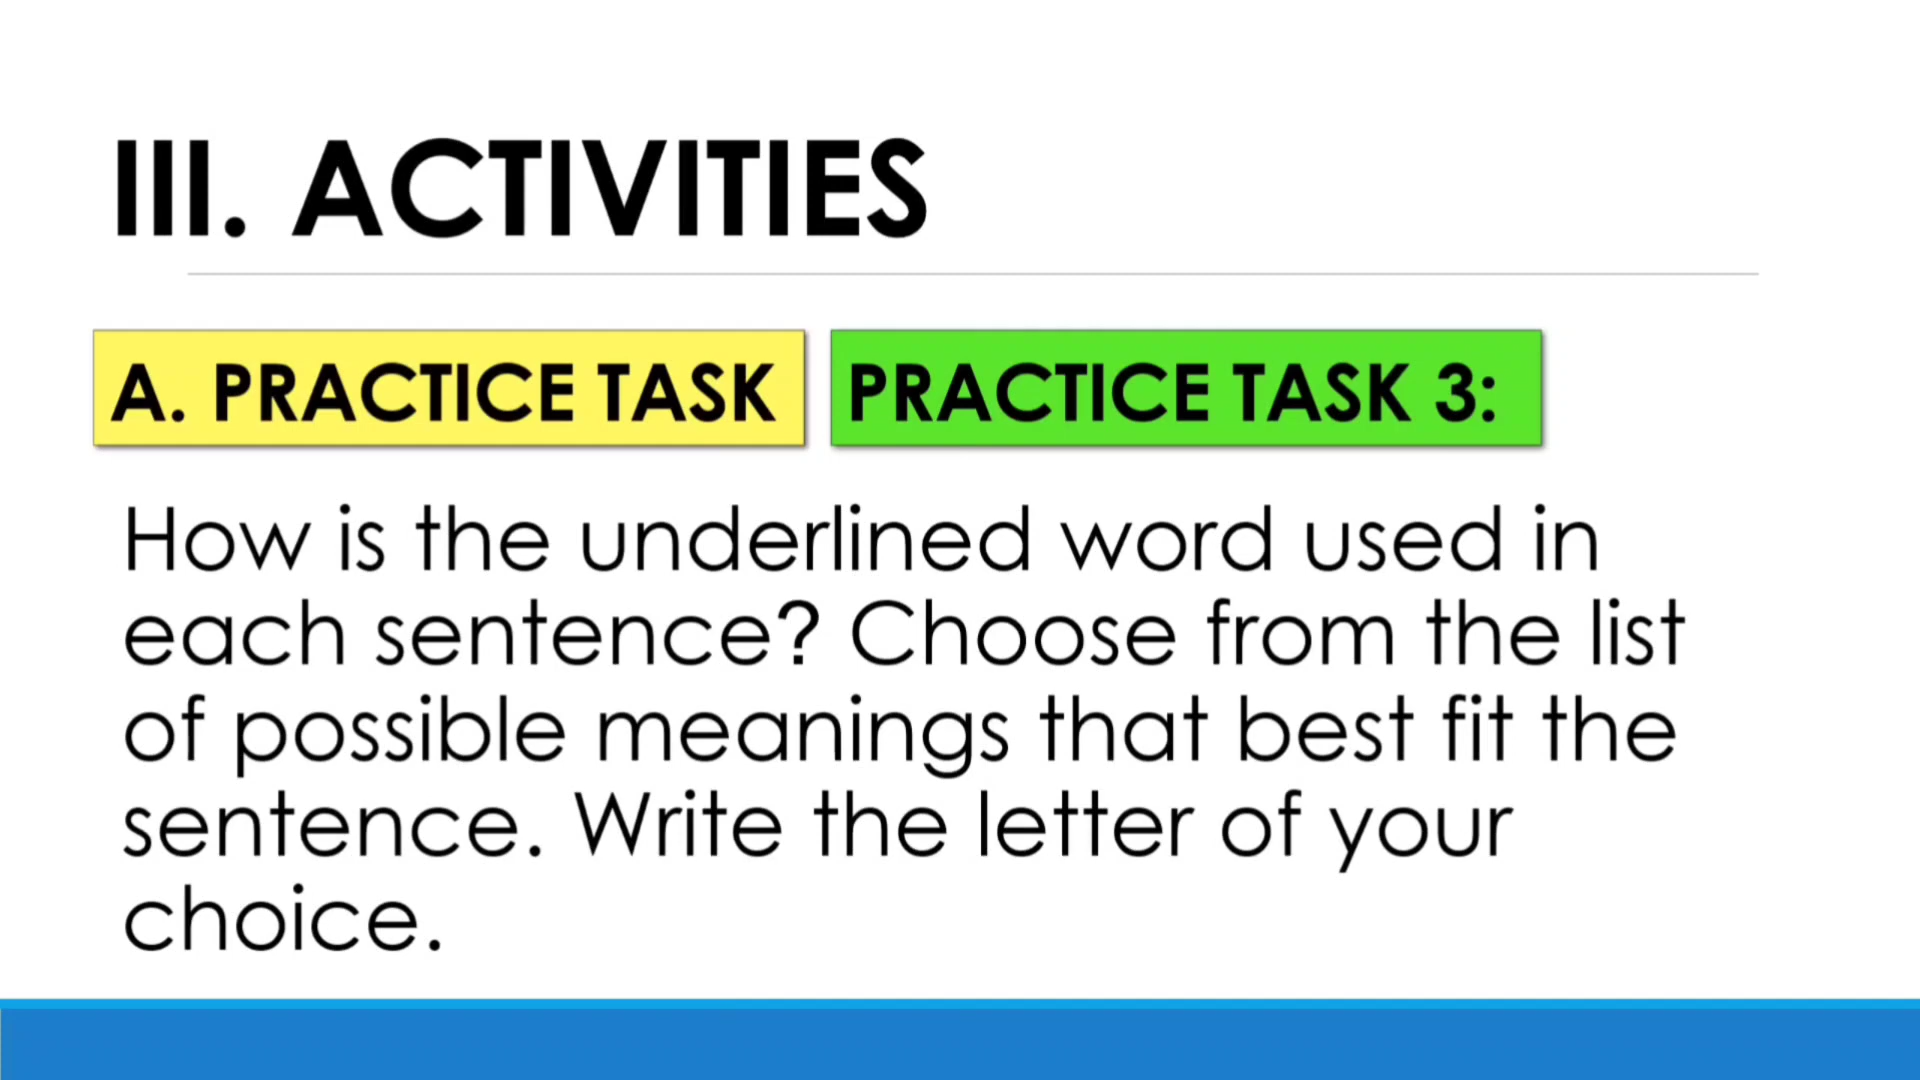 III. ACTIVITIES
A. PRACTICE TASK
PRACTICE TASK 3:
How is the underlined word used in
each sentence? Choose from the list
of possible meanings that best fit the
sentence. Write the letter of your
choice.